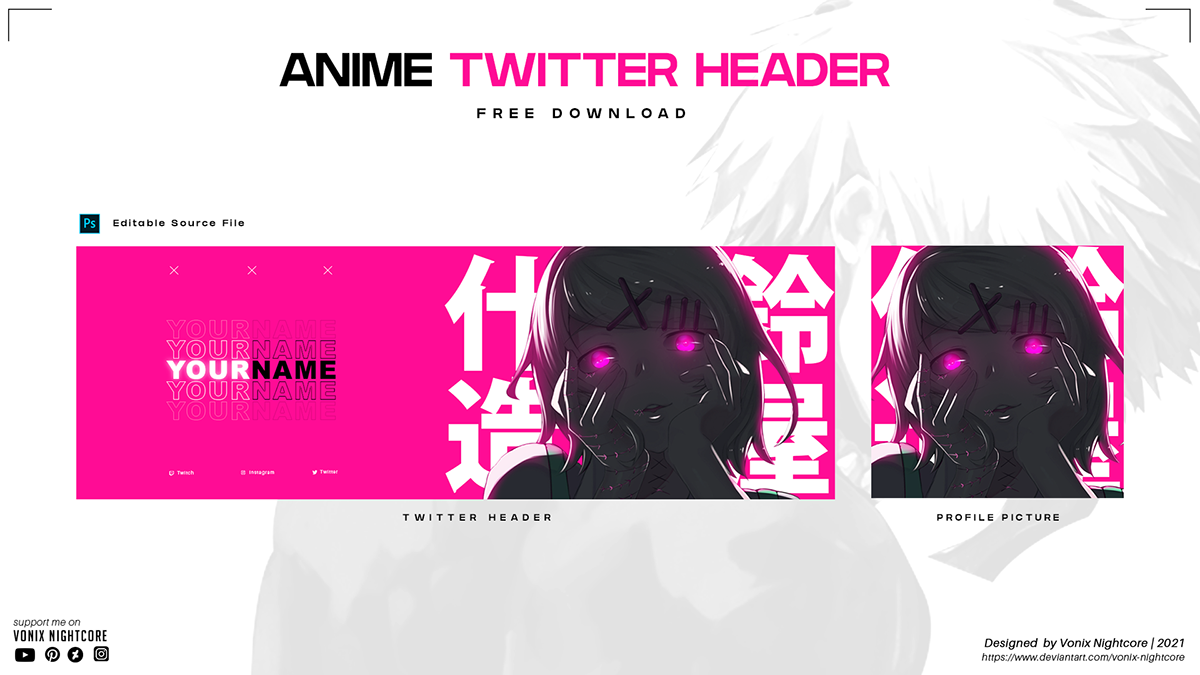 ANIME TWITTER HEADER
FREE DOWNLOAD
Ps Editable Source File
YOURNAME
YOURNAME
YOURNAME
YOURNAME
YOURNAME
Twitch Instagram Twitter
什造
鈴屋
TWITTER HEADER
PROFILE PICTURE
support me on
VONIX NIGHTCORE
Designed by Vonix Nightcore | 2021
https://www.deviantart.com/vonix-nightcore